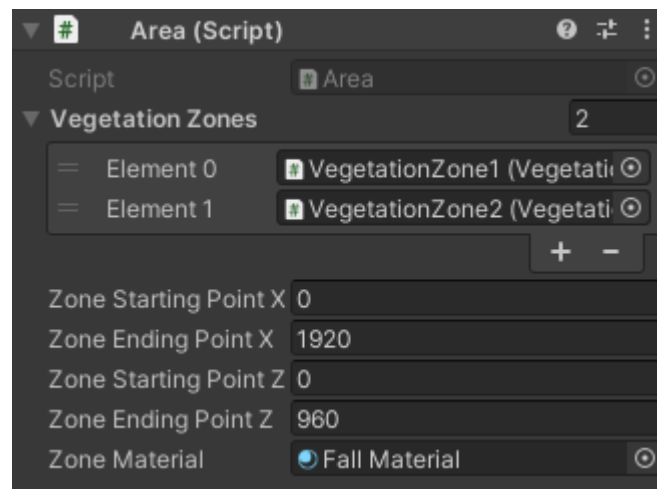 # Area (Script)
Script # Area
Vegetation Zones 2
Element 0 # VegetationZone1 (Vegetati
Element 1 # VegetationZone2 (Vegetati
+ −
Zone Starting Point X 0
Zone Ending Point X 1920
Zone Starting Point Z 0
Zone Ending Point Z 960
Zone Material Fall Material